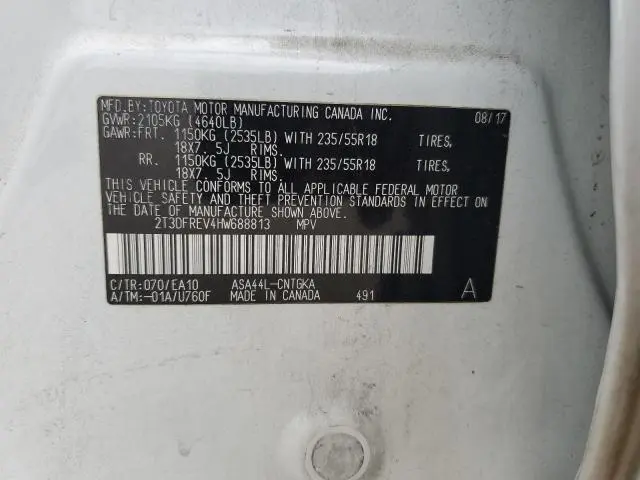 MFD.BY:TOYOTA MOTOR MANUFACTURING CANADA INC. 08/17
GVWR:2105KG (4640LB)
GAWR:FRT. 1150KG (2535LB) WITH 235/55R18 TIRES,
18X7.5J RIMS.
RR. 1150KG (2535LB) WITH 235/55R18 TIRES,
18X7.5J RIMS.
THIS VEHICLE CONFORMS TO ALL APPLICABLE FEDERAL MOTOR
VEHICLE SAFETY AND THEFT PREVENTION STANDARDS IN EFFECT ON
THE DATE OF MANUFACTURE SHOWN ABOVE.
2T3DFREV4HW688813 MPV
C/TR:070/EA10 ASA44L-CNTGKA
A/TM:-01A/U760F MADE IN CANADA 491 A